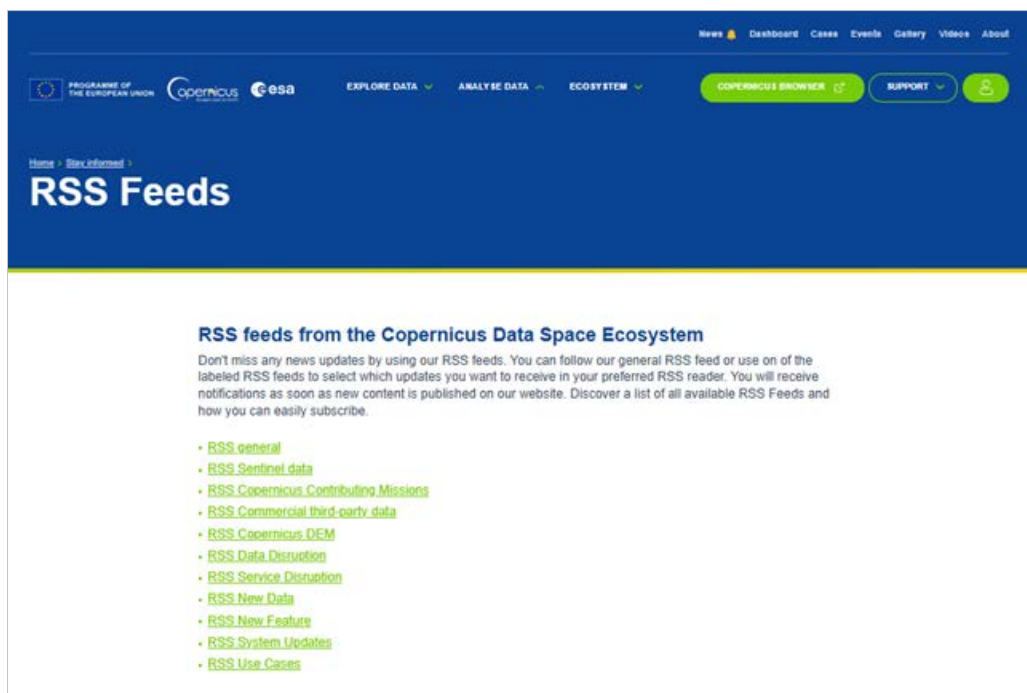 News Dashboard Cases Events Gallery Videos About
PROGRAMME OF
THE EUROPEAN UNION
opernicus
esa
EXPLORE DATA
ANALYSE DATA
ECOSYSTEM
COPERNICUS BROWSER
SUPPORT
Home > Stay informed >
RSS Feeds
RSS feeds from the Copernicus Data Space Ecosystem
Don't miss any news updates by using our RSS feeds. You can follow our general RSS feed or use on of the
labeled RSS feeds to select which updates you want to receive in your preferred RSS reader. You will receive
notifications as soon as new content is published on our website. Discover a list of all available RSS Feeds and
how you can easily subscribe.
• RSS general
• RSS Sentinel data
• RSS Copernicus Contributing Missions
• RSS Commercial third-party data
• RSS Copernicus DEM
• RSS Data Disruption
• RSS Service Disruption
• RSS New Data
• RSS New Feature
• RSS System Updates
• RSS Use Cases